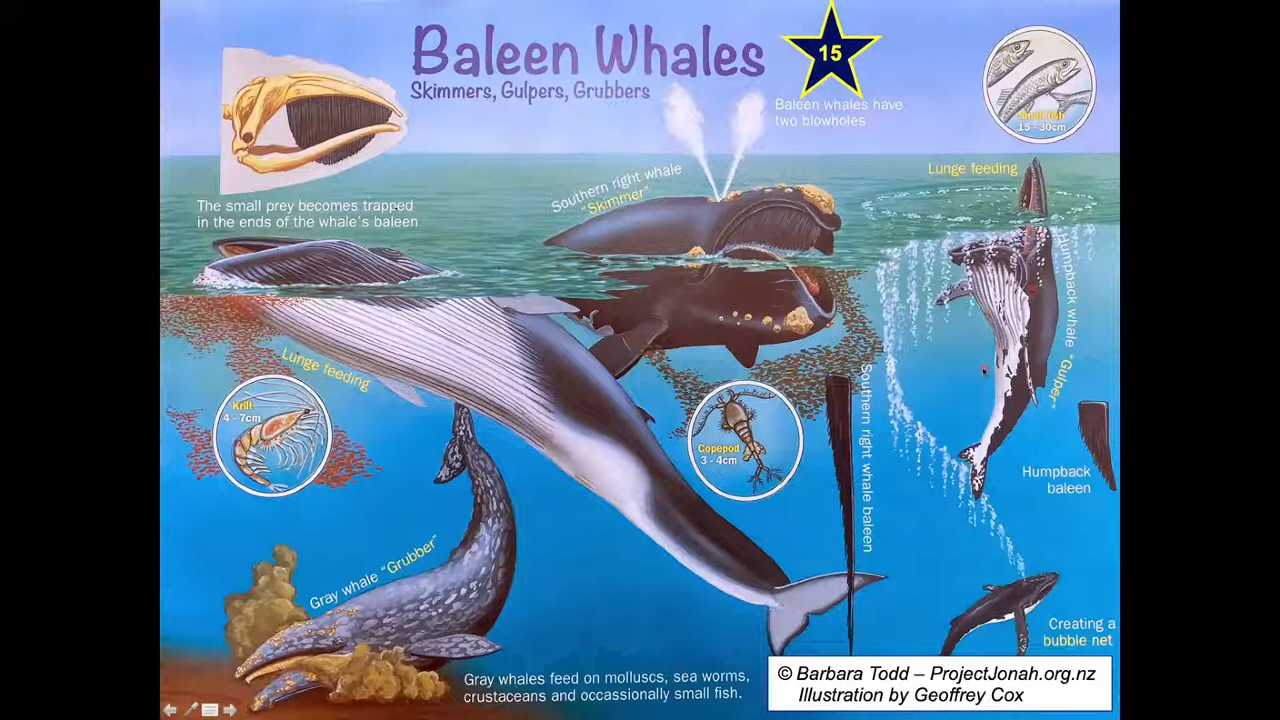 Baleen Whales
Skimmers, Gulpers, Grubbers
15
Baleen whales have
two blowholes
Small fish
15 - 30cm
The small prey becomes trapped
in the ends of the whale's baleen
Southern right whale
"Skimmer"
Lunge feeding
Humpback whale "Gulper"
Lunge feeding
Krill
4 - 7cm
Copepod
3 - 4cm
Southern right whale baleen
Humpback
baleen
Gray whale "Grubber"
Creating a
bubble net
Gray whales feed on molluscs, sea worms,
crustaceans and occassionally small fish.
© Barbara Todd – ProjectJonah.org.nz
Illustration by Geoffrey Cox